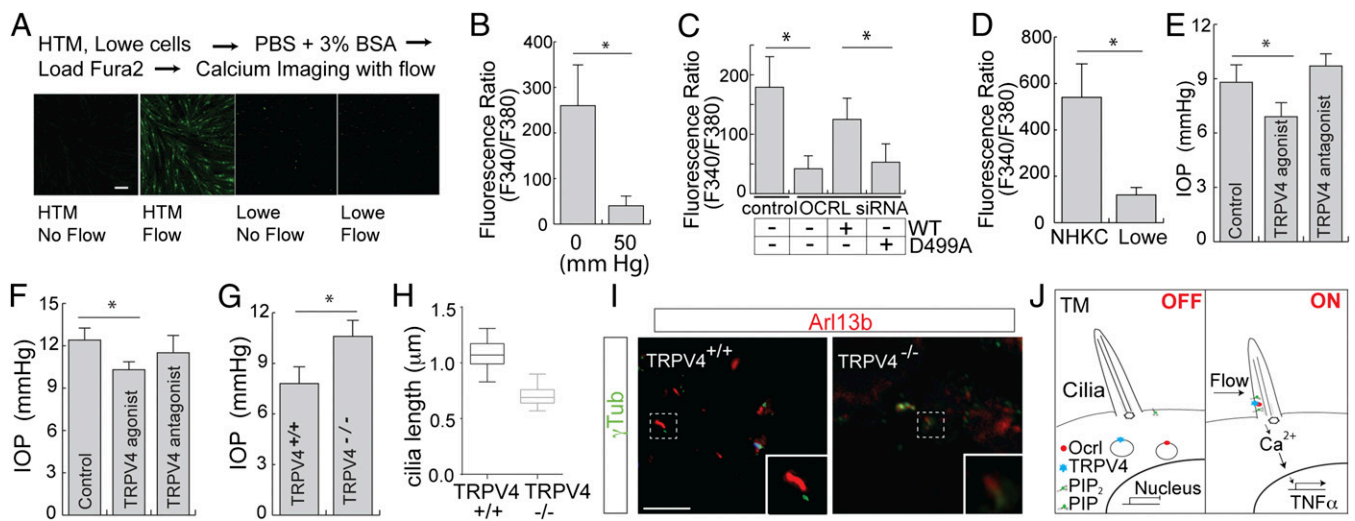 A
HTM, Lowe cells → PBS + 3% BSA →
Load Fura2 → Calcium Imaging with flow
HTM
No Flow
HTM
Flow
Lowe
No Flow
Lowe
Flow
B
Fluorescence Ratio
(F340/F380)
400
300
200
100
0
*
0
50
(mm Hg)
C
Fluorescence Ratio
(F340/F380)
200
100
0
*
*
control OCRL siRNA
- - + - WT
- - - + D499A
D
Fluorescence Ratio
(F340/F380)
800
600
400
200
0
*
NHKC Lowe
E
IOP (mmHg)
12
9
6
3
0
*
Control
TRPV4 agonist
TRPV4 antagonist
F
IOP (mmHg)
15
12
9
6
3
0
*
Control
TRPV4 agonist
TRPV4 antagonist
G
IOP (mmHg)
12
9
6
3
0
*
TRPV4 +/+
TRPV4 -/-
H
cilia length (μm)
1.5
1.0
0.5
0.0
TRPV4 TRPV4
+/+ -/-
I
Arl13b
γTub
TRPV4+/+
TRPV4-/-
J
TM
OFF
ON
Cilia
Flow
Ocrl
TRPV4
PIP2
PIP
Nucleus
Ca2+
TNFα